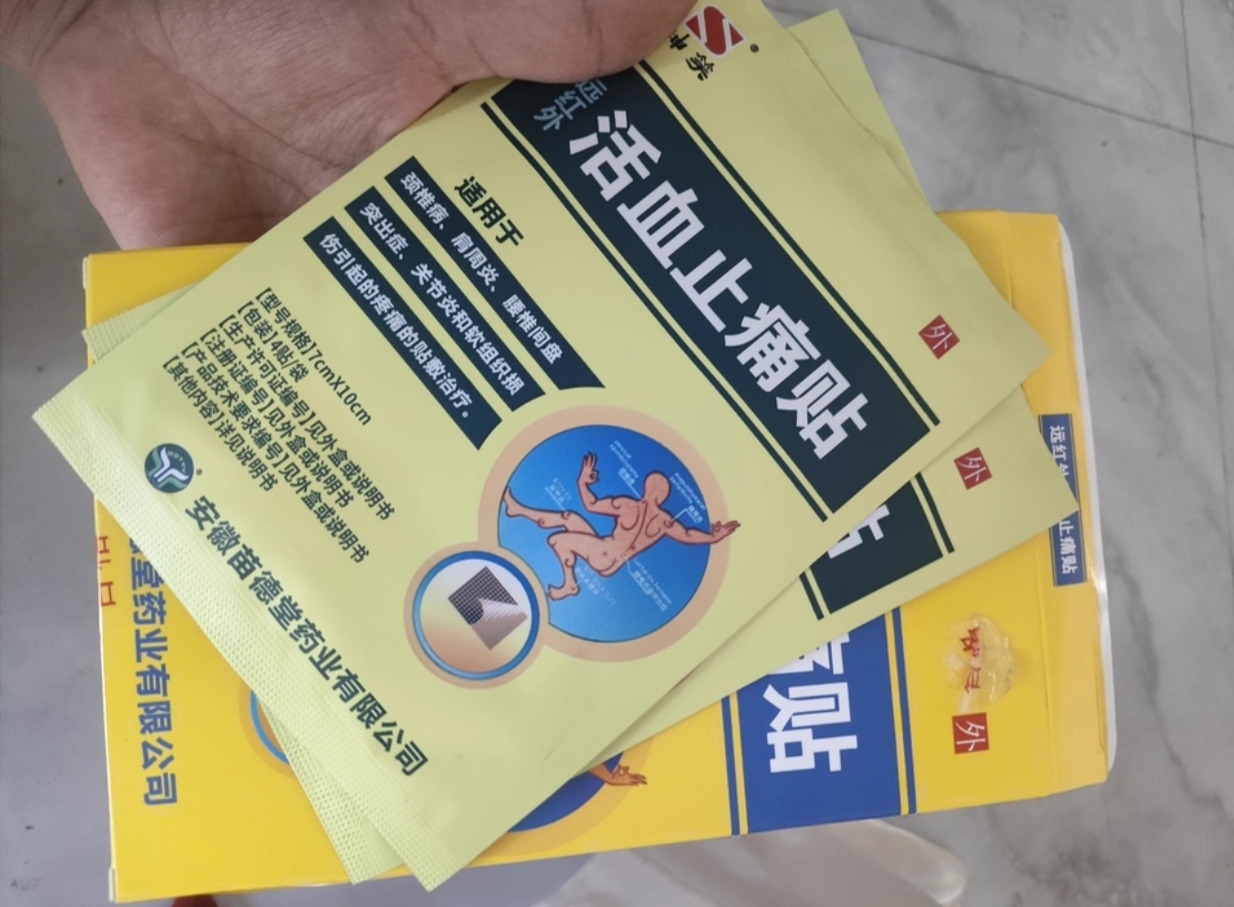 远红外
活血止痛贴
外
适用于
颈椎病、肩周炎、腰椎间盘
突出症、关节炎和软组织损
伤引起的疼痛的贴敷治疗。
【型号规格】7cmX10cm
【包装】4贴/袋
【生产许可证编号】见外盒或说明书
【注册证编号】见外盒或说明书
【产品技术要求编号】见外盒或说明书
【其他内容】详见说明书
安徽苗德堂药业有限公司
贴
外
痛贴
外
远红外
止痛贴
堂药业有限公司